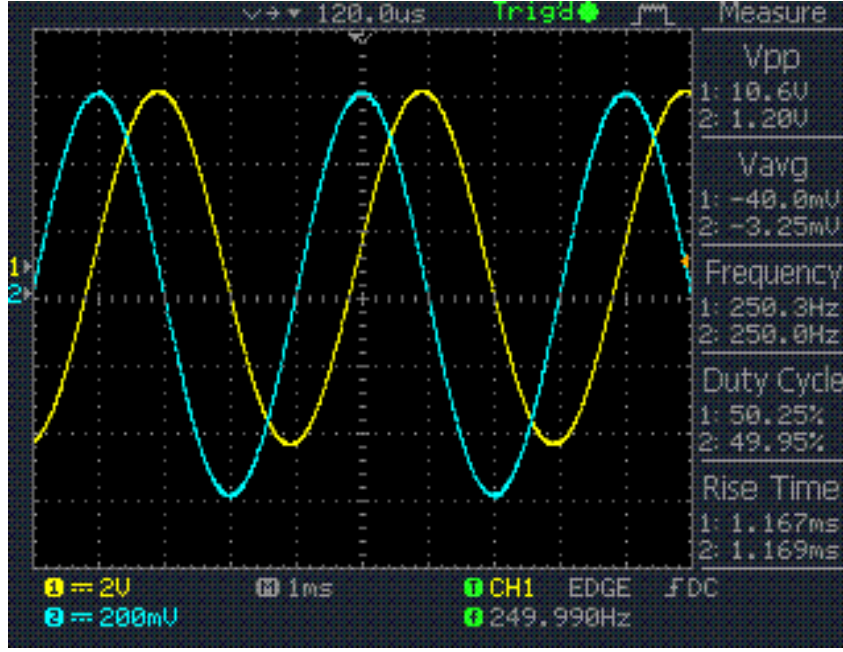 120.0us Trig'd Measure
Vpp
1: 10.6V
2: 1.20V
Vavg
1: -40.0mV
2: -3.25mV
Frequency
1: 250.3Hz
2: 250.0Hz
Duty Cycle
1: 50.25%
2: 49.95%
Rise Time
1: 1.167ms
2: 1.169ms
1
2
1 2V M 1ms T CH1 EDGE DC
2 200mV f 249.990Hz